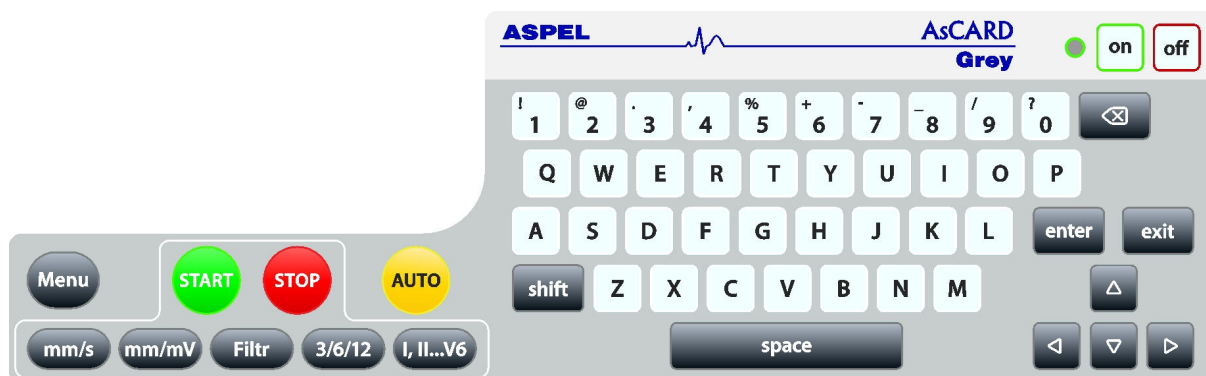 ASPEL AsCARD
Grey
on off
! 1 @ 2 . 3 , 4 % 5 + 6 - 7 _ 8 / 9 ? 0
Q W E R T Y U I O P
A S D F G H J K L enter exit
Menu START STOP AUTO shift Z X C V B N M
mm/s mm/mV Filtr 3/6/12 I, II...V6 space